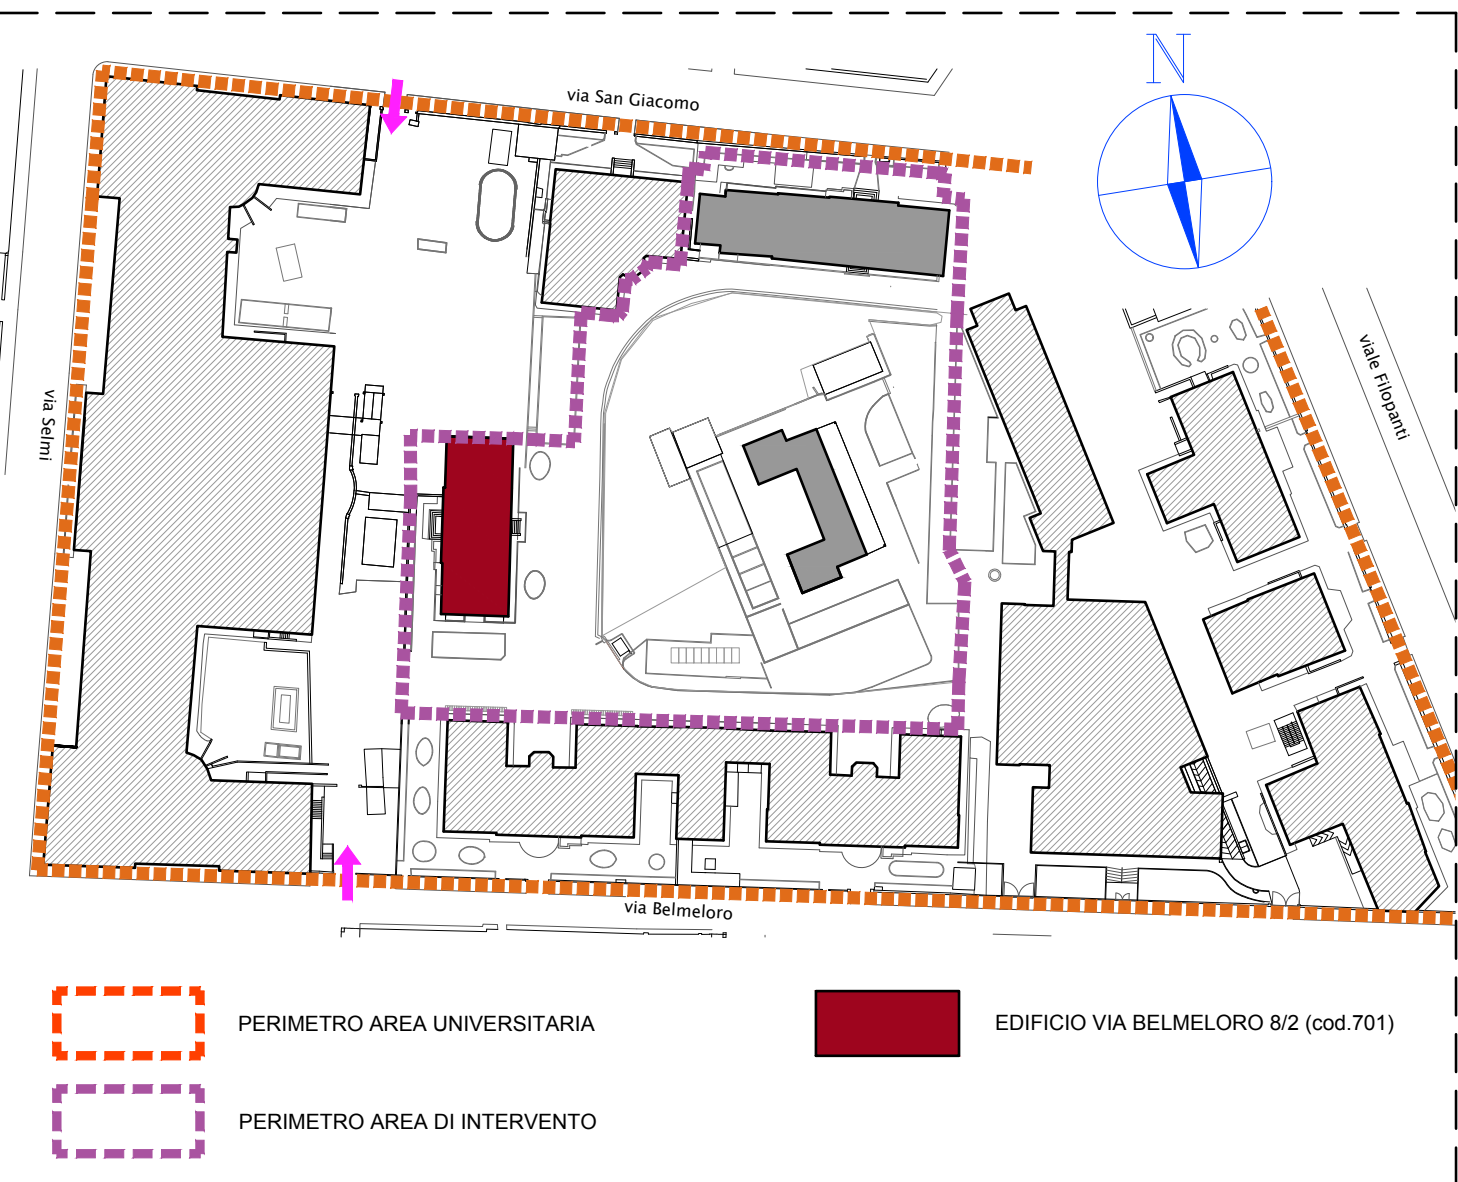 N
via San Giacomo
viale Filopanti
via Selmi
via Belmeloro
PERIMETRO AREA UNIVERSITARIA
EDIFICIO VIA BELMELORO 8/2 (cod.701)
PERIMETRO AREA DI INTERVENTO